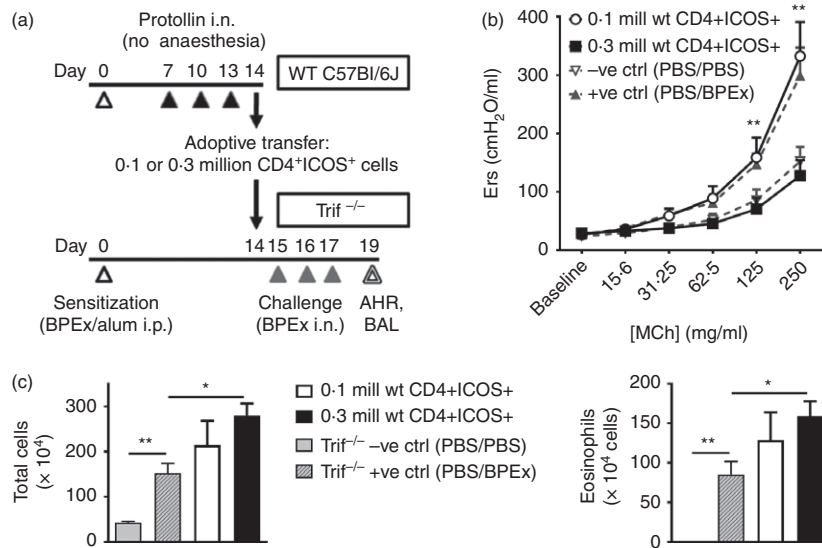 (a)
Protollin i.n.
(no anaesthesia)
Day 0 7 10 13 14
WT C57Bl/6J
Adoptive transfer:
0·1 or 0·3 million CD4⁺ICOS⁺ cells
Trif ⁻/⁻
Day 0 14 15 16 17 19
Sensitization
(BPEx/alum i.p.)
Challenge
(BPEx i.n.)
AHR,
BAL
(b)
Ers (cmH₂O/ml)
400
300
200
100
0
0·1 mill wt CD4+ICOS+
0·3 mill wt CD4+ICOS+
–ve ctrl (PBS/PBS)
+ve ctrl (PBS/BPEx)
**
**
Baseline 15·6 31·25 62·5 125 250
[MCh] (mg/ml)
(c)
Total cells
(× 10⁴)
300
200
100
0
**
*
0·1 mill wt CD4+ICOS+
0·3 mill wt CD4+ICOS+
Trif⁻/⁻ –ve ctrl (PBS/PBS)
Trif⁻/⁻ +ve ctrl (PBS/BPEx)
Eosinophils
(× 10⁴ cells)
200
150
100
50
0
**
*